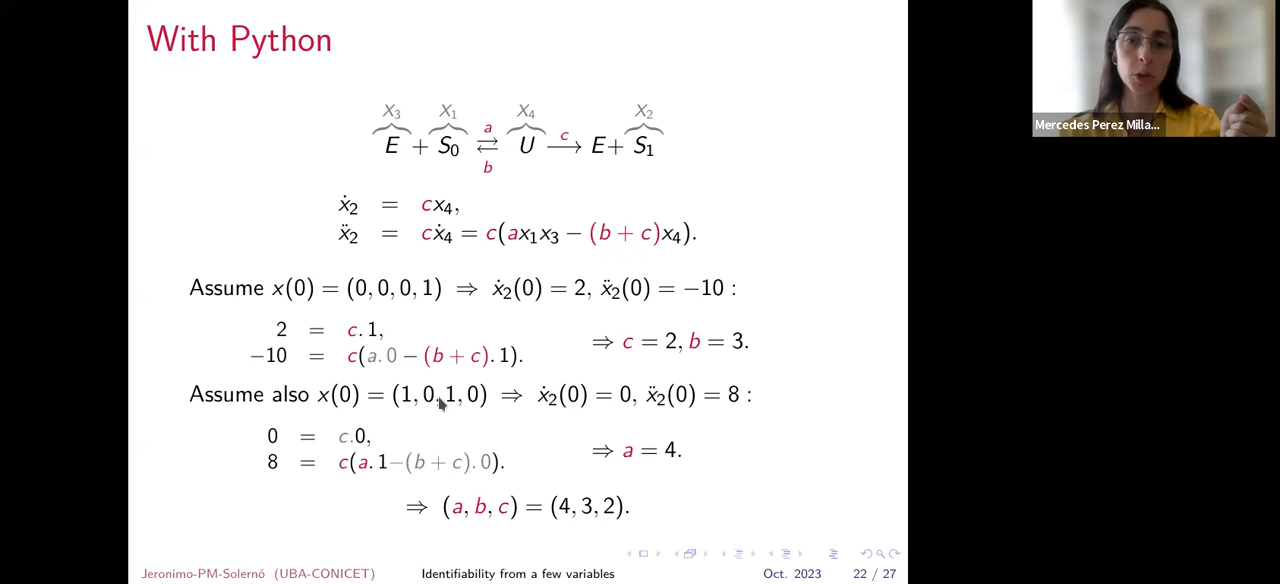 With Python
X₃ X₁ X₄ X₂
E + S₀ a ⇄ b U c ⟶ E+ S₁
ẋ₂ = cx₄,
ẍ₂ = cẋ₄ = c(ax₁x₃ − (b + c)x₄).
Assume x(0) = (0, 0, 0, 1) ⇒ ẋ₂(0) = 2, ẍ₂(0) = −10 :
2 = c. 1,
−10 = c(a. 0 − (b + c). 1).
⇒ c = 2, b = 3.
Assume also x(0) = (1, 0, 1, 0) ⇒ ẋ₂(0) = 0, ẍ₂(0) = 8 :
0 = c.0,
8 = c(a. 1−(b + c). 0).
⇒ a = 4.
⇒ (a, b, c) = (4, 3, 2).
Jeronimo-PM-Solernó (UBA-CONICET) Identifiability from a few variables Oct. 2023 22 / 27
Mercedes Perez Milla...